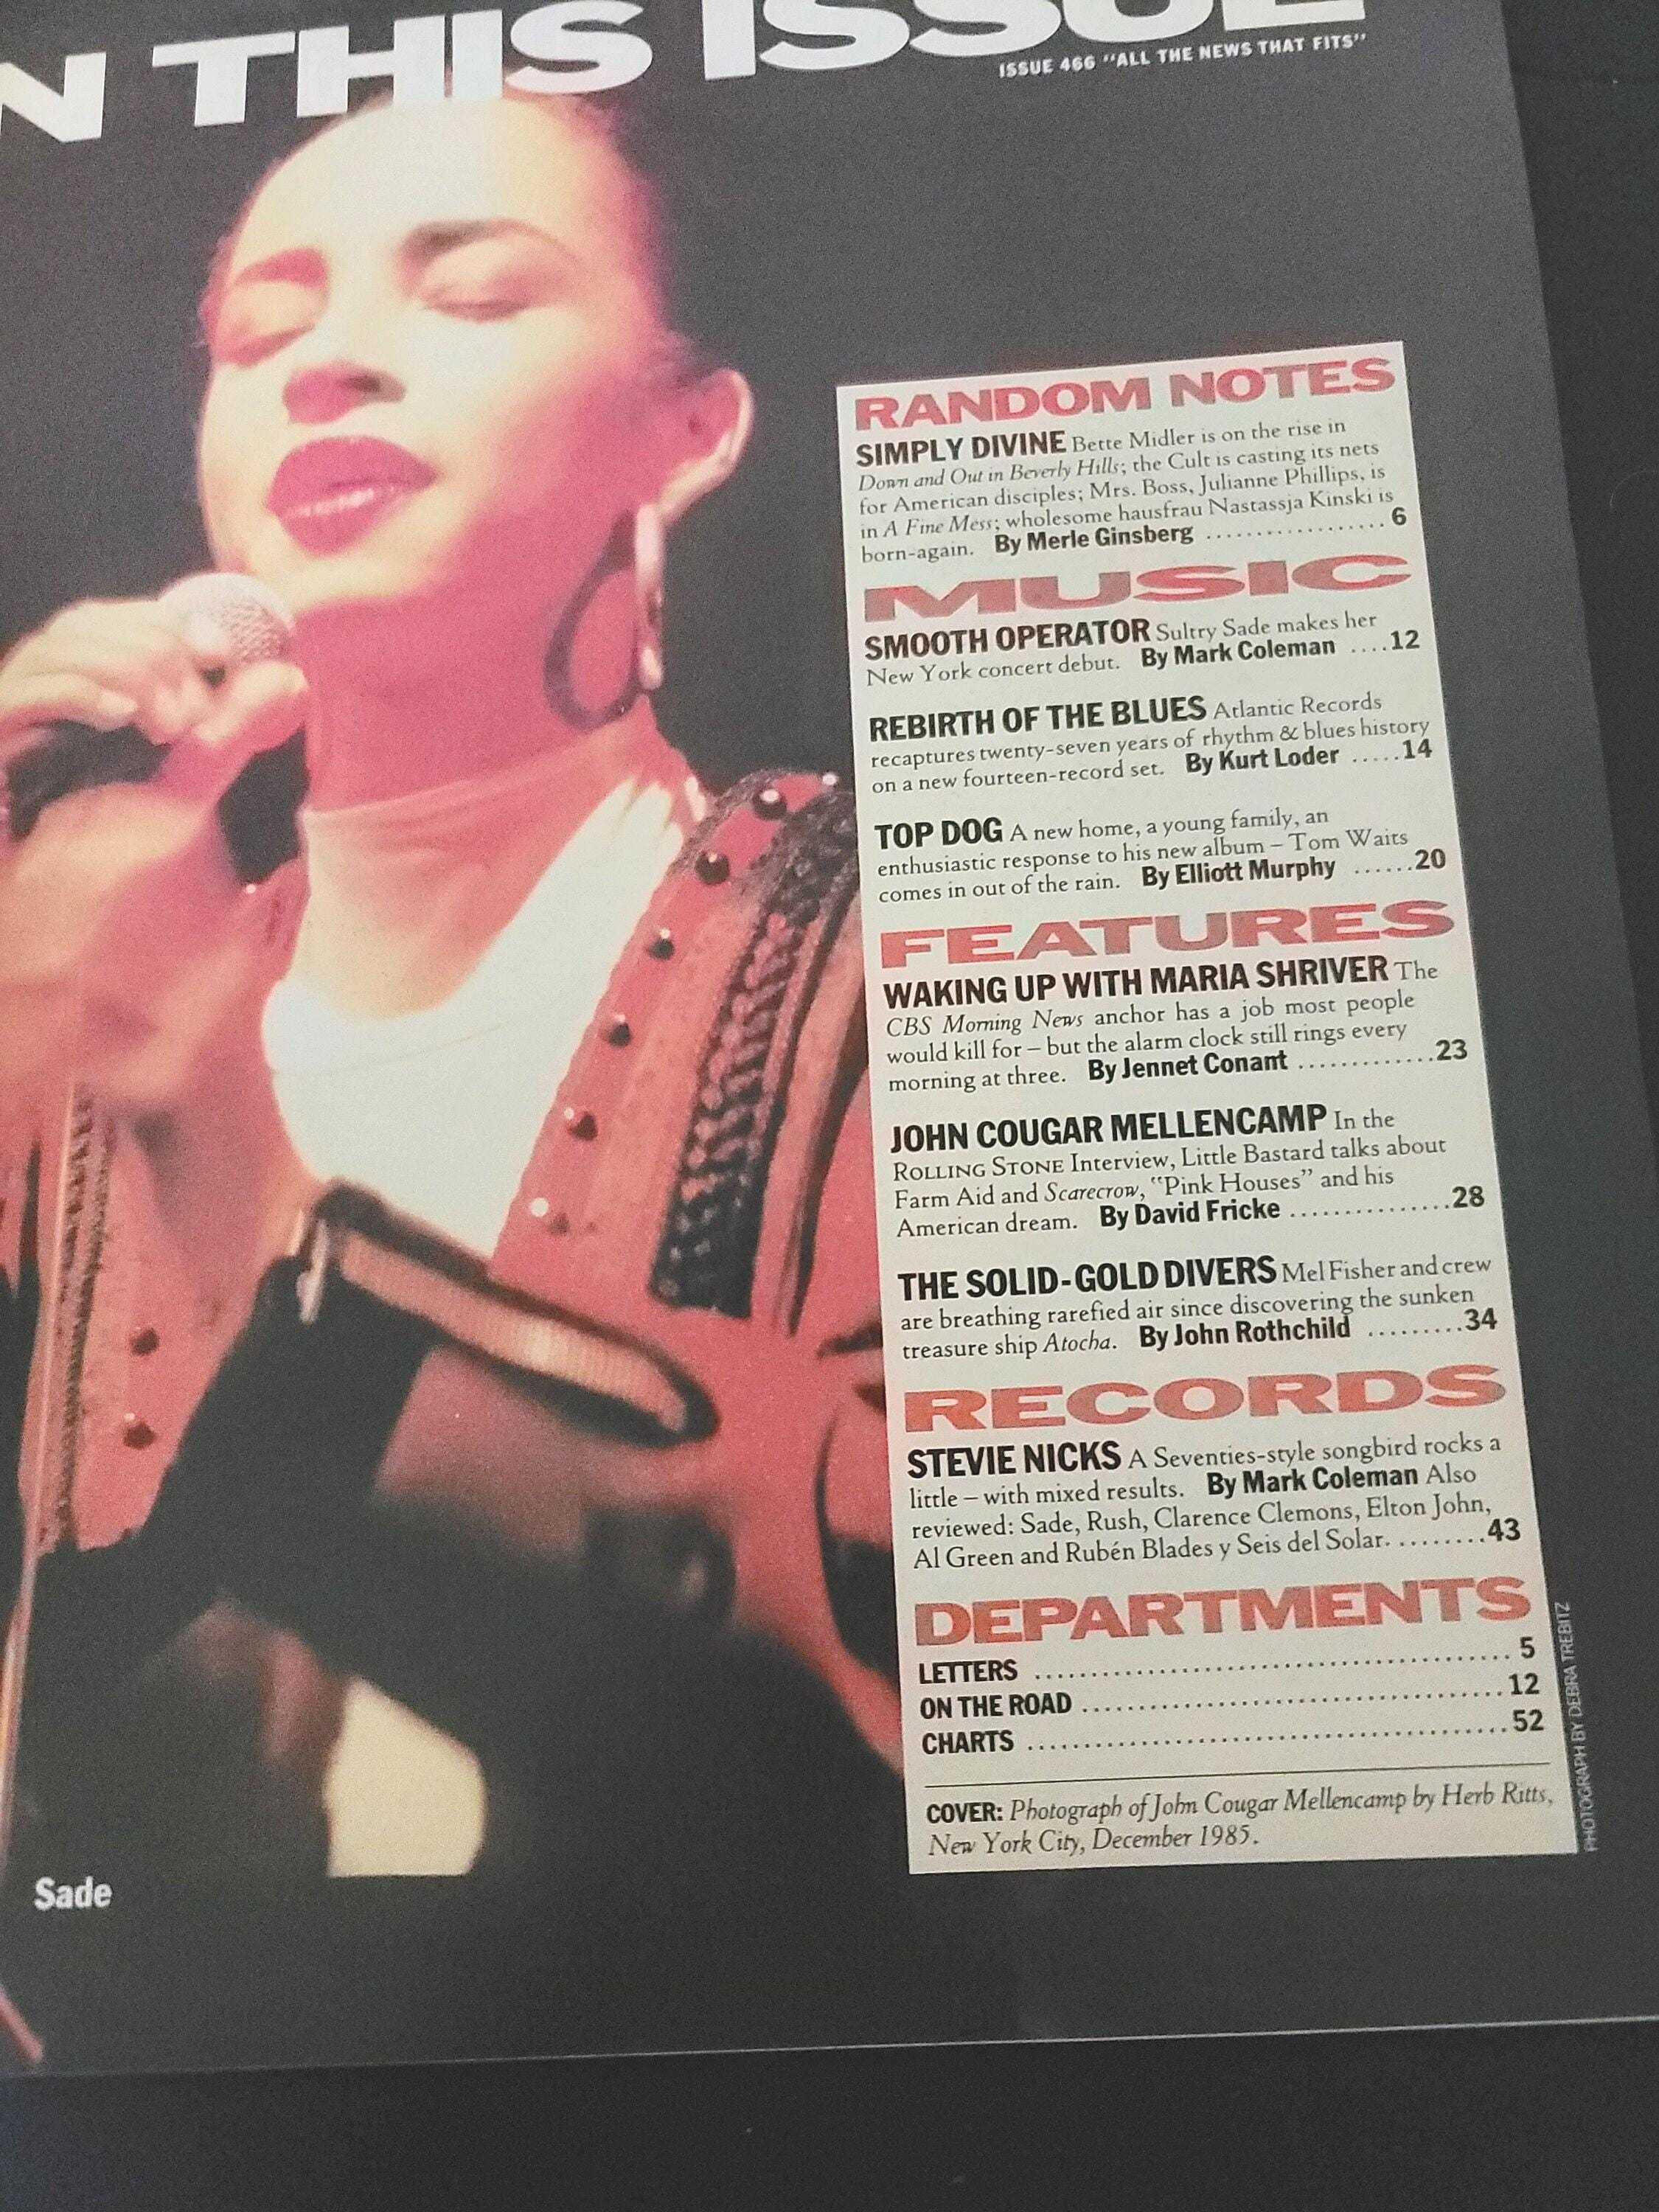 N THIS ISSUE
ISSUE 466 "ALL THE NEWS THAT FITS"
RANDOM NOTES
SIMPLY DIVINE Bette Midler is on the rise in
Down and Out in Beverly Hills; the Cult is casting its nets
for American disciples; Mrs. Boss, Julianne Phillips, is
in A Fine Mess; wholesome hausfrau Nastassja Kinski is
born-again. By Merle Ginsberg ................6
MUSIC
SMOOTH OPERATOR Sultry Sade makes her
New York concert debut. By Mark Coleman ....12
REBIRTH OF THE BLUES Atlantic Records
recaptures twenty-seven years of rhythm & blues history
on a new fourteen-record set. By Kurt Loder .....14
TOP DOG A new home, a young family, an
enthusiastic response to his new album – Tom Waits
comes in out of the rain. By Elliott Murphy ......20
FEATURES
WAKING UP WITH MARIA SHRIVER The
CBS Morning News anchor has a job most people
would kill for – but the alarm clock still rings every
morning at three. By Jennet Conant ............23
JOHN COUGAR MELLENCAMP In the
ROLLING STONE Interview, Little Bastard talks about
Farm Aid and Scarecrow, "Pink Houses" and his
American dream. By David Fricke ...............28
THE SOLID-GOLD DIVERS Mel Fisher and crew
are breathing rarefied air since discovering the sunken
treasure ship Atocha. By John Rothchild .........34
RECORDS
STEVIE NICKS A Seventies-style songbird rocks a
little – with mixed results. By Mark Coleman Also
reviewed: Sade, Rush, Clarence Clemons, Elton John,
Al Green and Rubén Blades y Seis del Solar. ........43
DEPARTMENTS
LETTERS ............................................5
ON THE ROAD .......................................12
CHARTS ............................................52
COVER: Photograph of John Cougar Mellencamp by Herb Ritts,
New York City, December 1985.
PHOTOGRAPH BY DEBRA TREBITZ
Sade